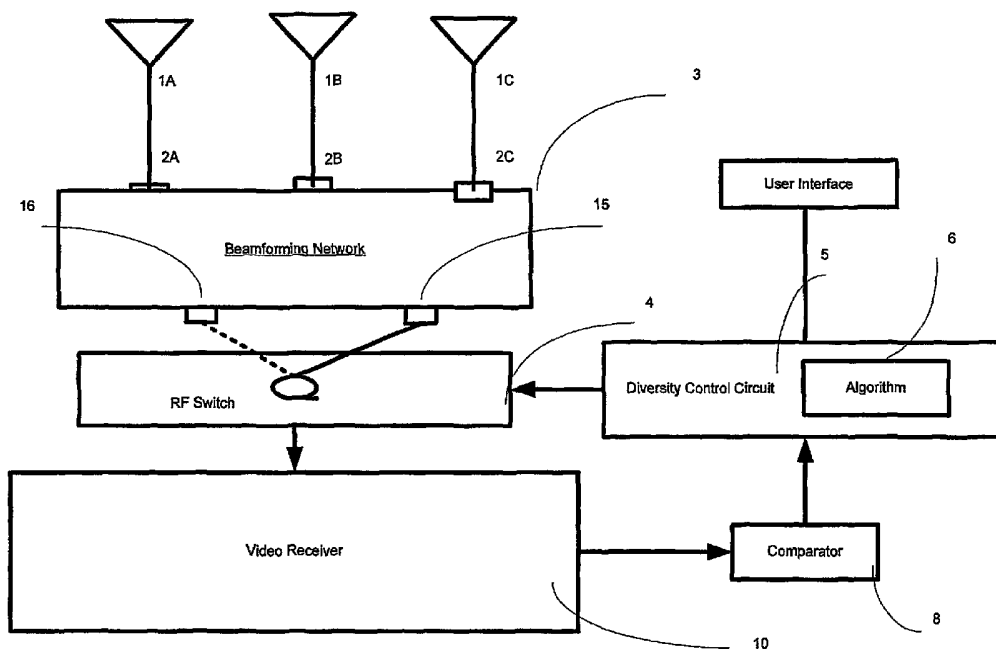 1A
1B
1C
3
2A
2B
2C
User Interface
16
15
Beamforming Network
5
6
4
RF Switch
Diversity Control Circuit
Algorithm
Video Receiver
Comparator
10
8